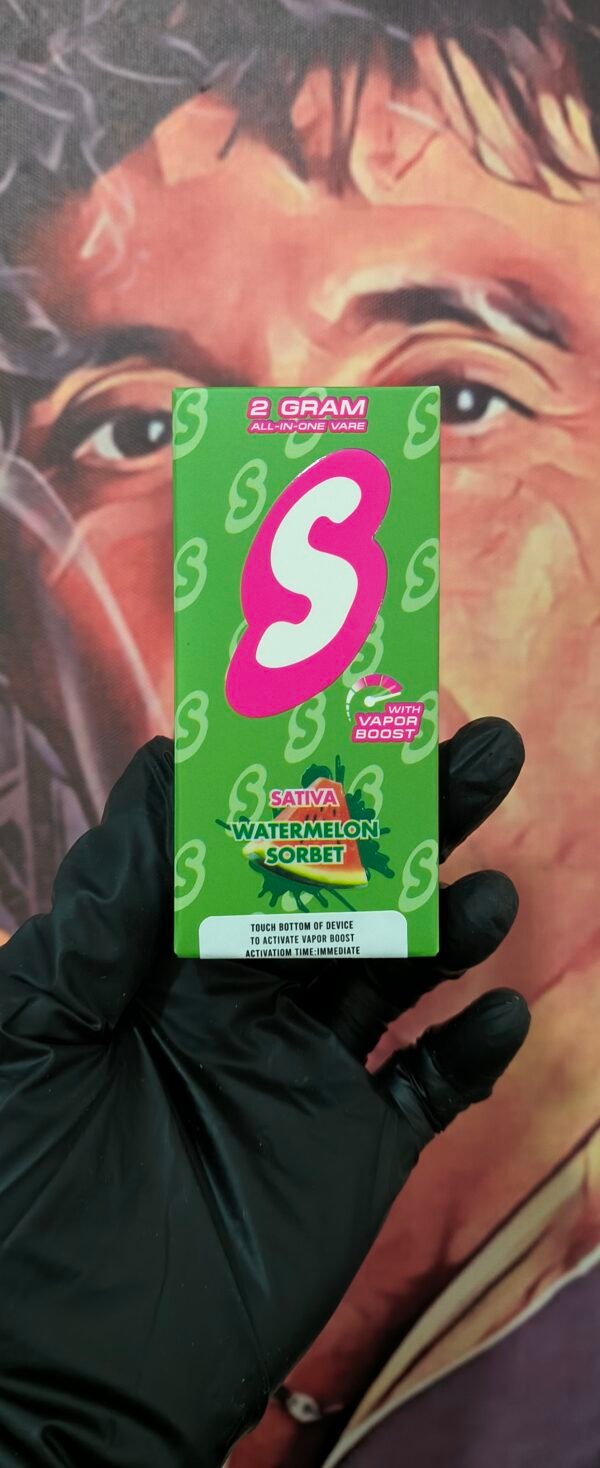 2 GRAM
ALL-IN-ONE VARE
S
WITH
VAPOR
BOOST
SATIVA
WATERMELON
SORBET
TOUCH BOTTOM OF DEVICE
TO ACTIVATE VAPOR BOOST
ACTIVATIOM TIME:IMMEDIATE